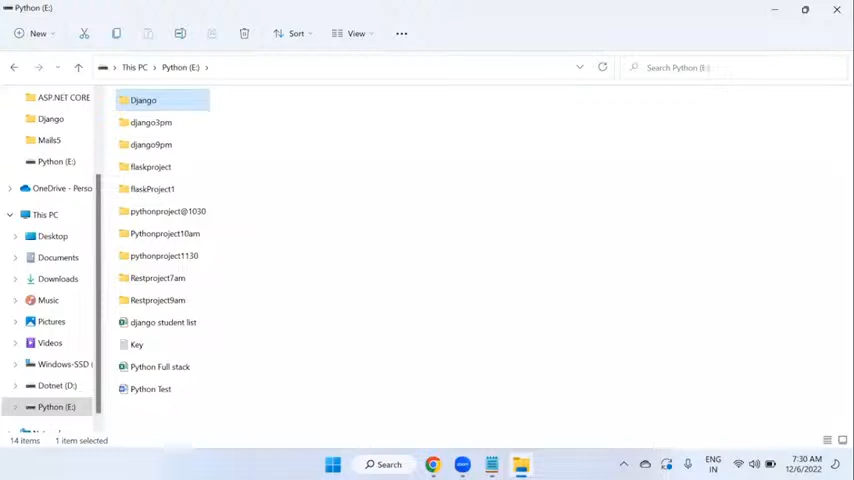 Python (E:)
New
Sort
View
This PC
Python (E:)
Search Python (E:)
ASP.NET CORE
Django
Mails5
Python (E:)
OneDrive - Perso
This PC
Desktop
Documents
Downloads
Music
Pictures
Videos
Windows-SSD (
Dotnet (D:)
Python (E:)
Django
django3pm
django9pm
flaskproject
flaskProject1
pythonproject@1030
Pythonproject10am
pythonproject1130
Restproject7am
Restproject9am
django student list
Key
Python Full stack
Python Test
14 items
1 item selected
Search
zoom
ENG
IN
7:30 AM
12/6/2022